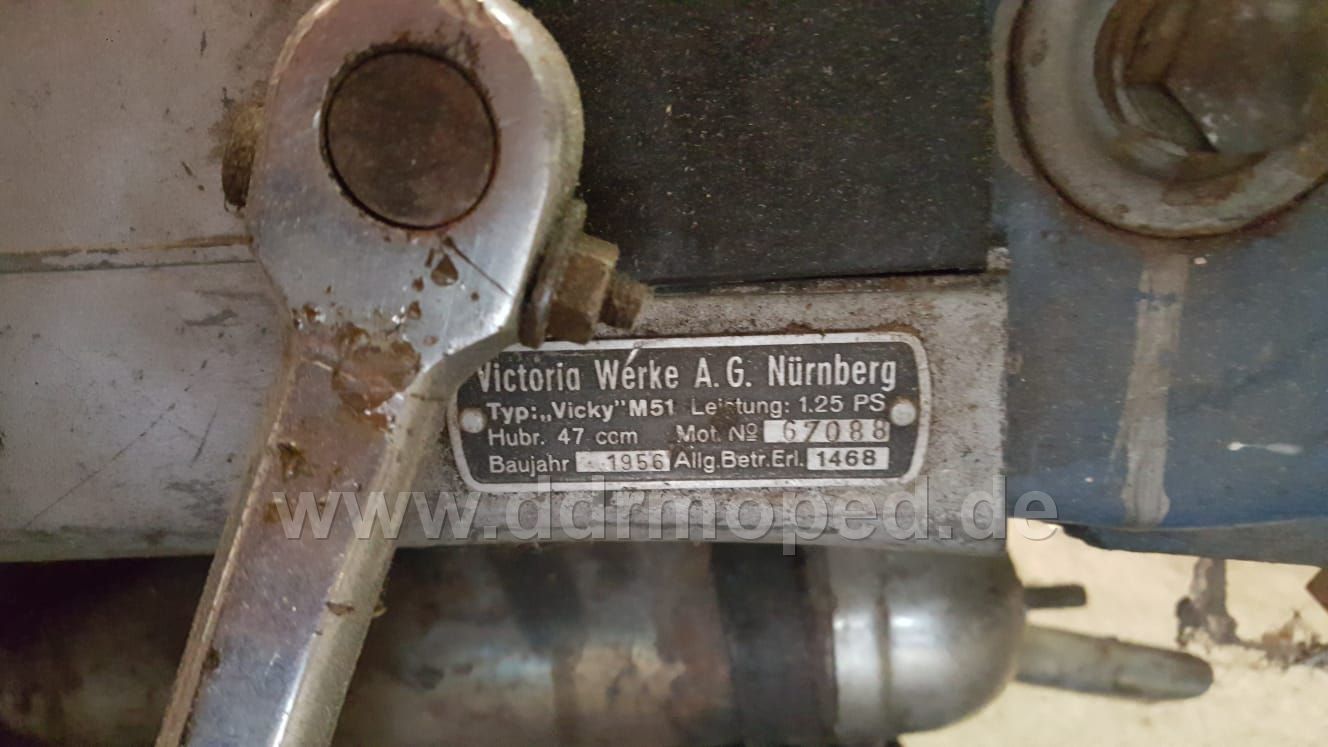 Victoria Werke A.G. Nürnberg
Typ:„Vicky" M51 Leistung: 1.25 PS
Hubr. 47 ccm Mot. Nº 67088
Baujahr 1956 Allg.Betr.Erl. 1468
www.ddrmoped.de